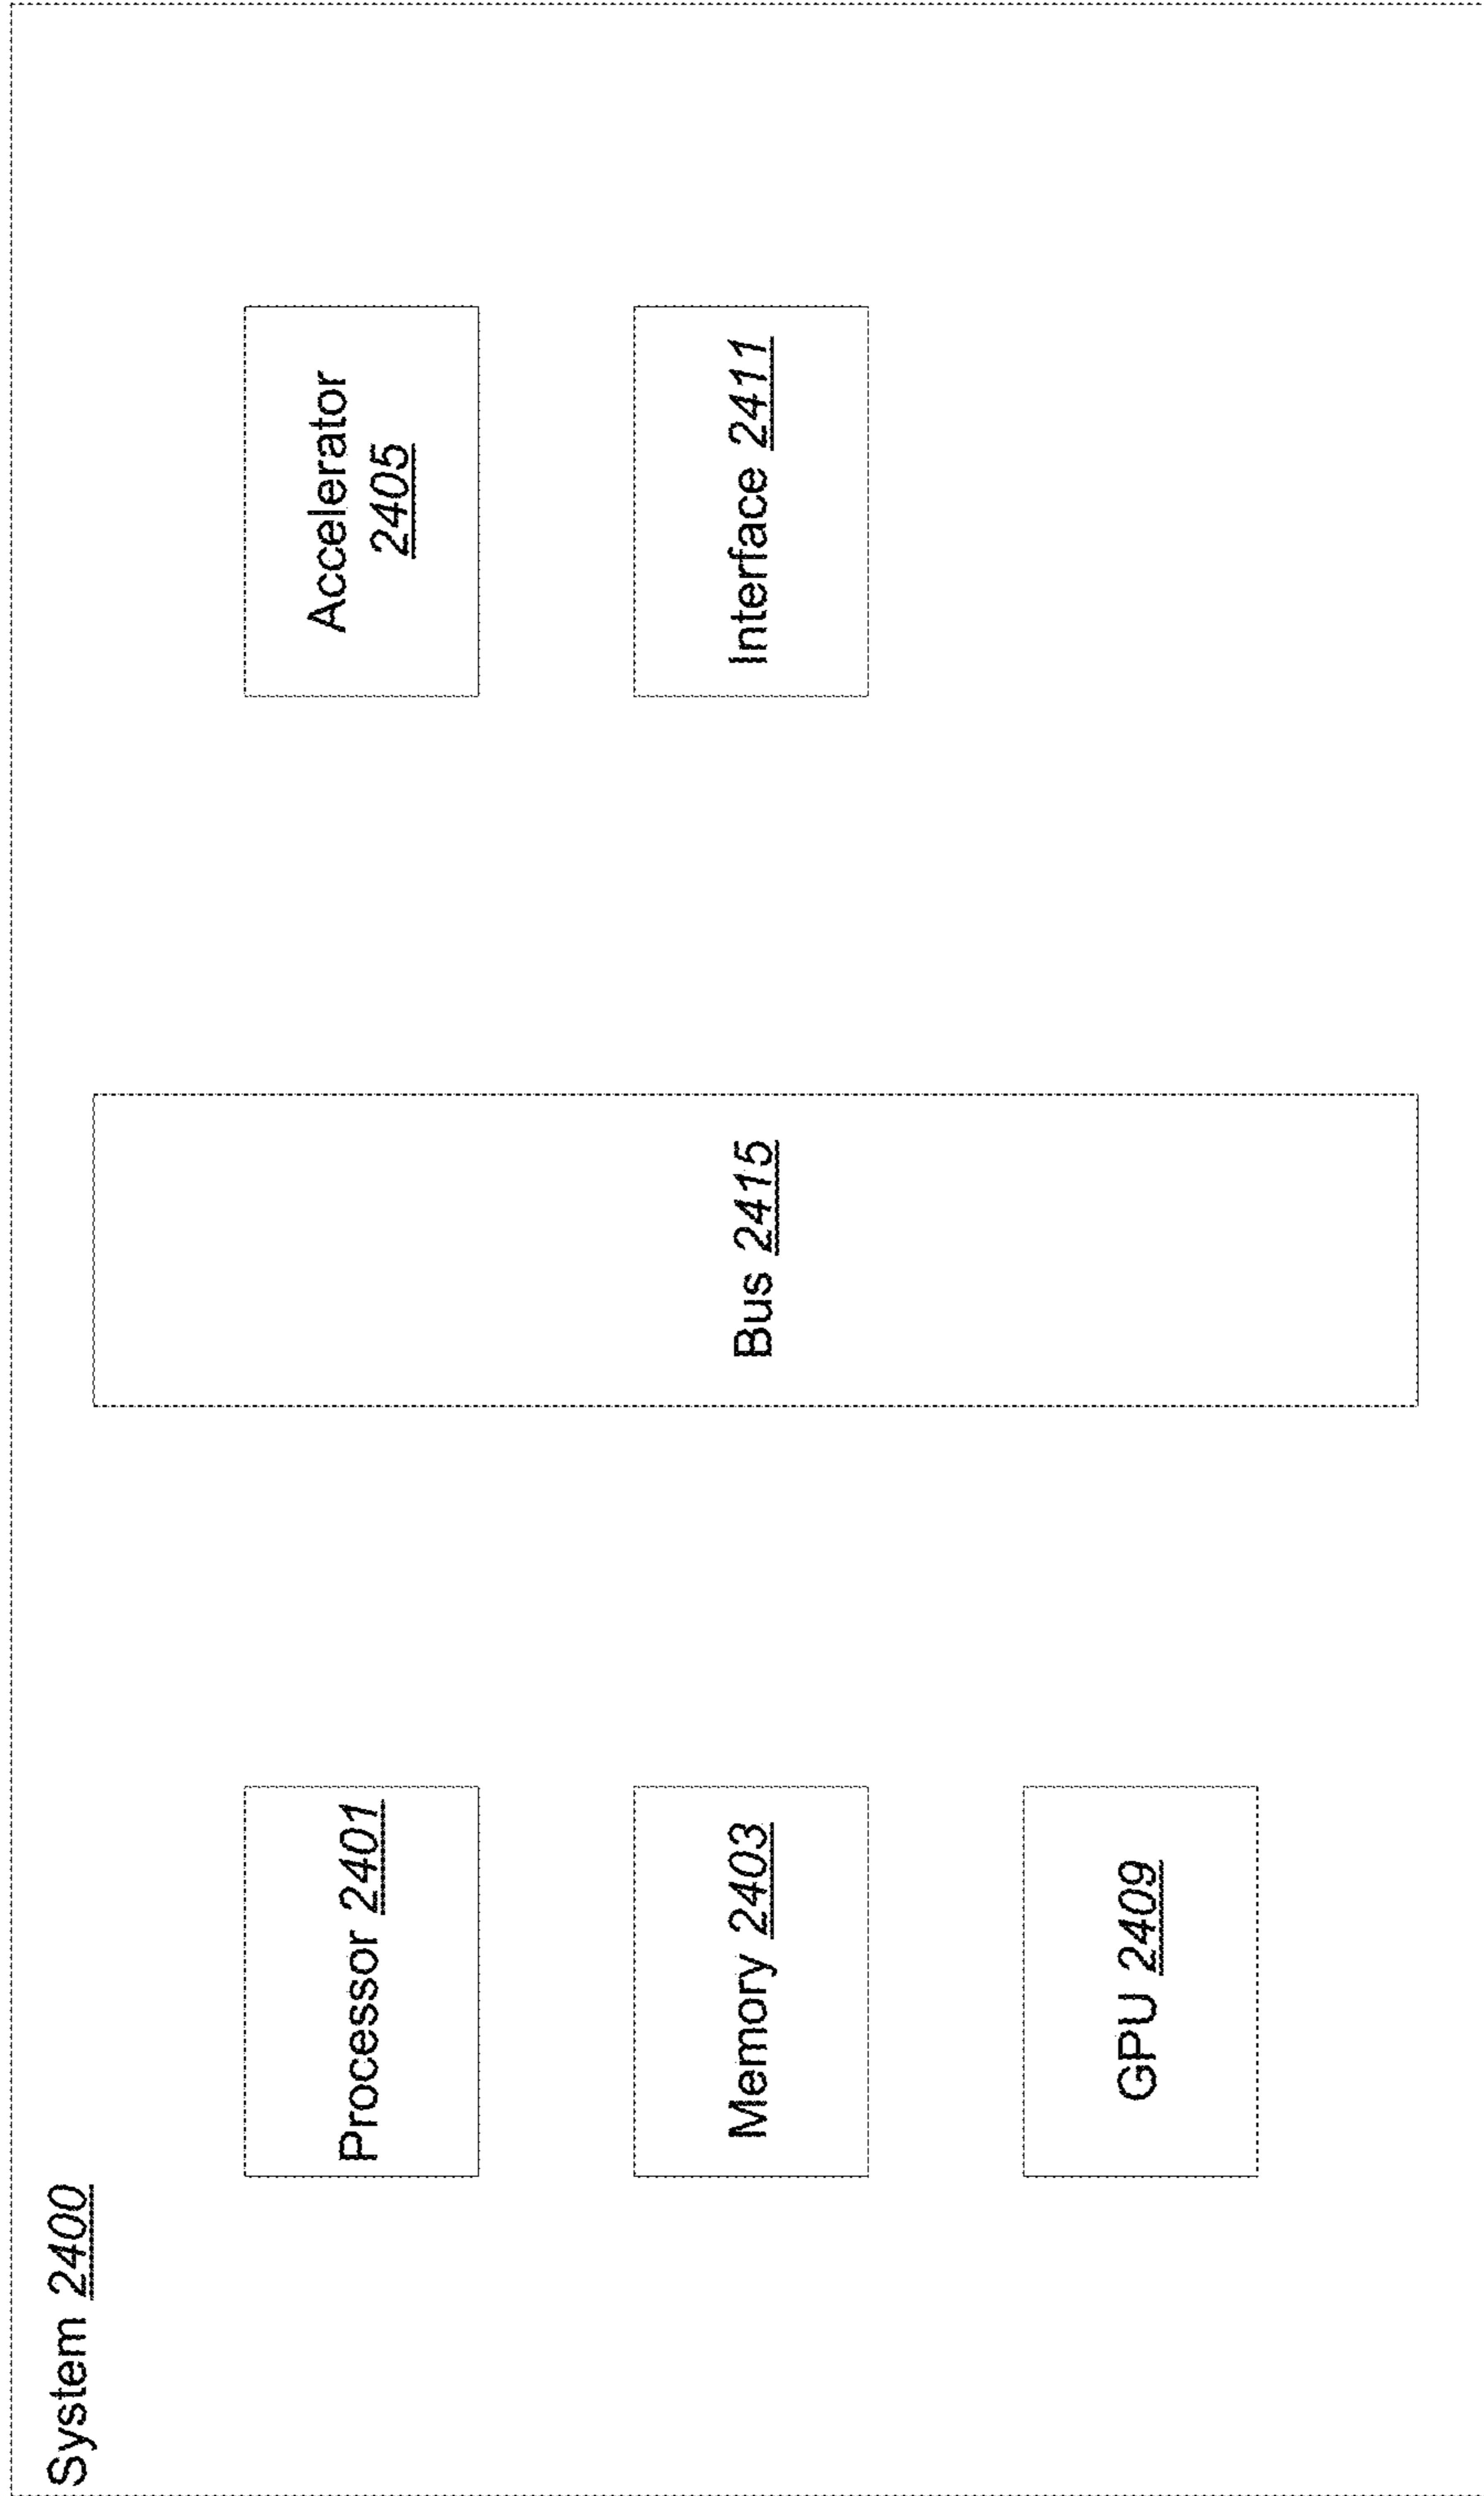 System 2400
Processor 2401
Memory 2403
GPU 2409
Bus 2415
Accelerator
2405
Interface 2411